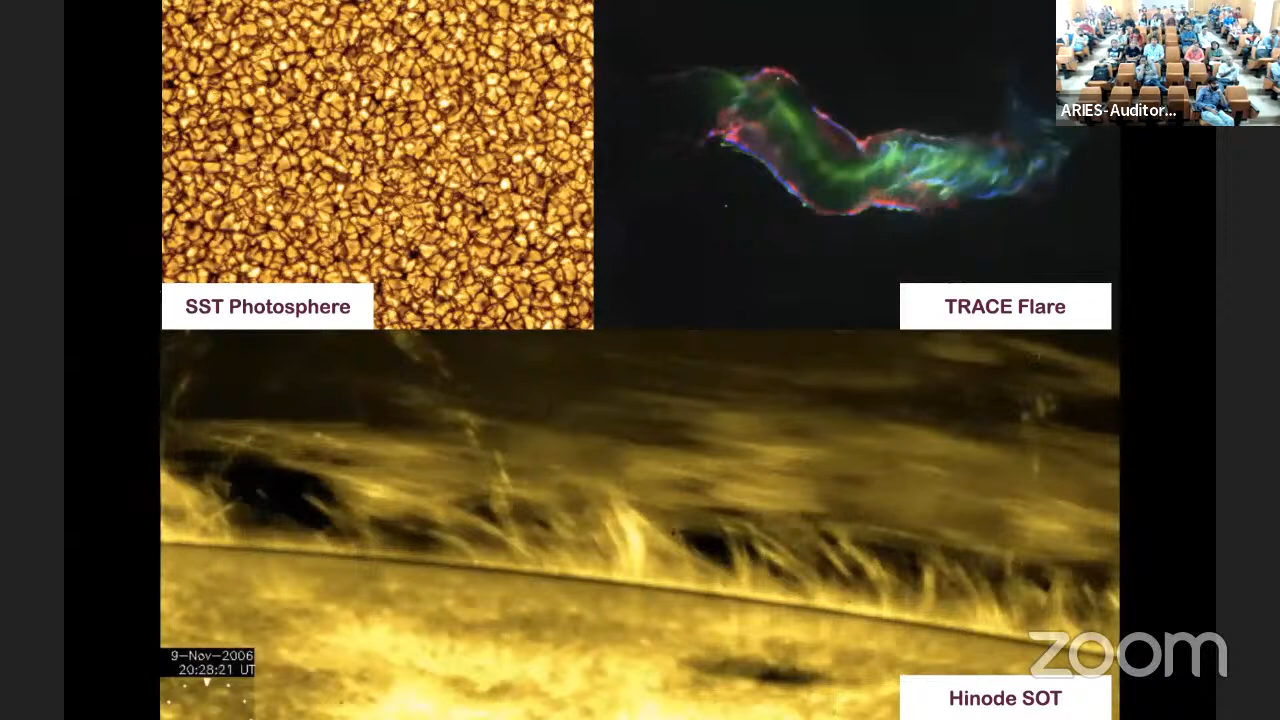 ARIES-Auditor...
SST Photosphere
TRACE Flare
9-Nov-2006
20:28:21 UT
zoom
Hinode SOT